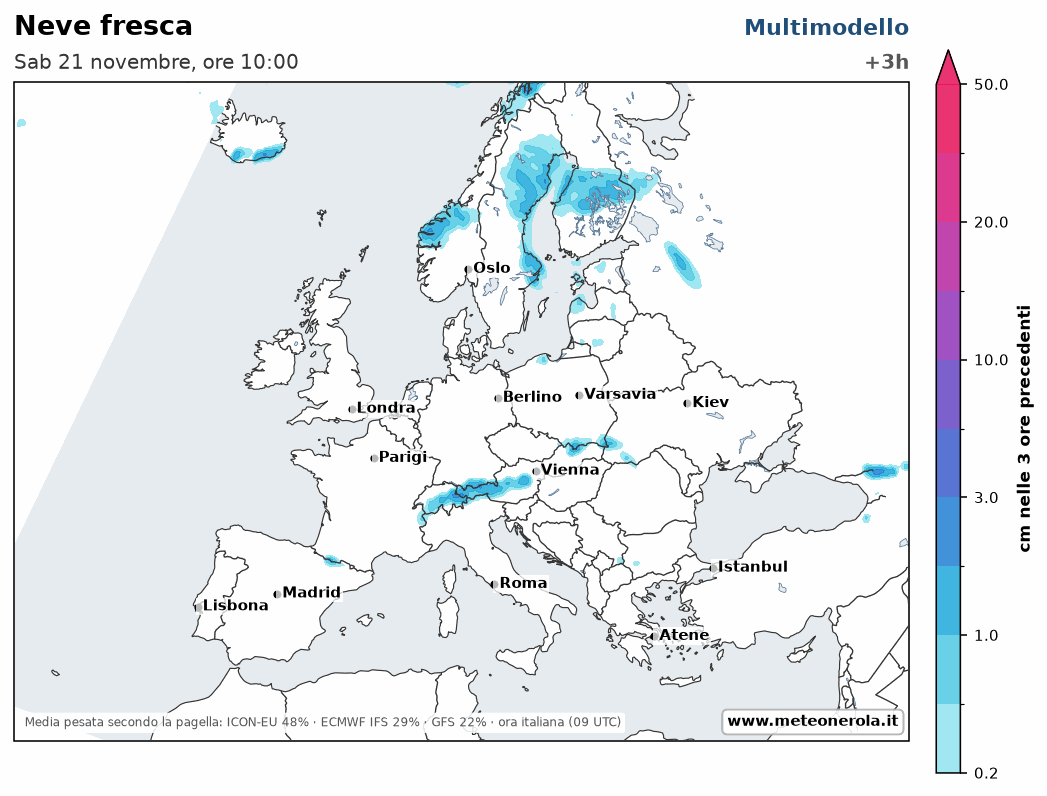 Neve fresca
Multimodello
Sab 21 novembre, ore 10:00
+3h
50.0
20.0
10.0
3.0
1.0
0.2
cm nelle 3 ore precedenti
Oslo
Berlino
Varsavia
Kiev
Londra
Parigi
Vienna
Istanbul
Roma
Madrid
Lisbona
Atene
Media pesata secondo la pagella: ICON-EU 48% · ECMWF IFS 29% · GFS 22% · ora italiana (09 UTC)
www.meteonerola.it